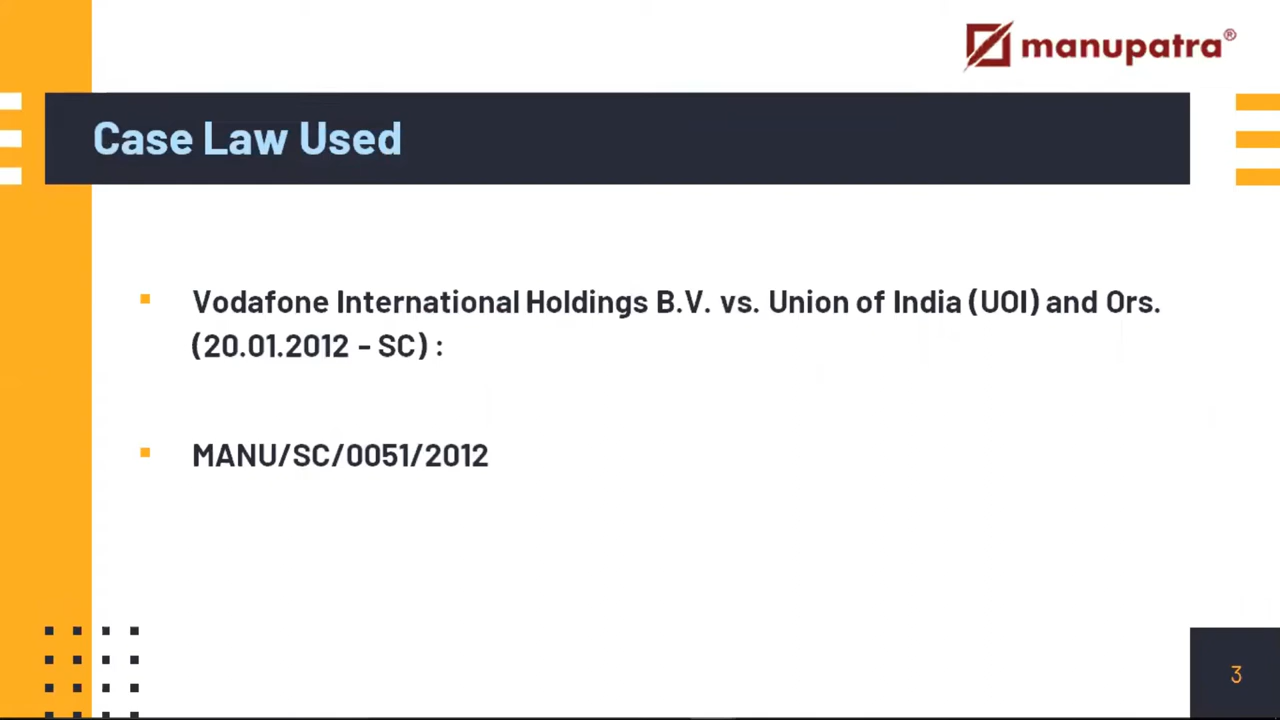 manupatra®
Case Law Used
Vodafone International Holdings B.V. vs. Union of India (UOI) and Ors.
(20.01.2012 - SC) :
MANU/SC/0051/2012
3